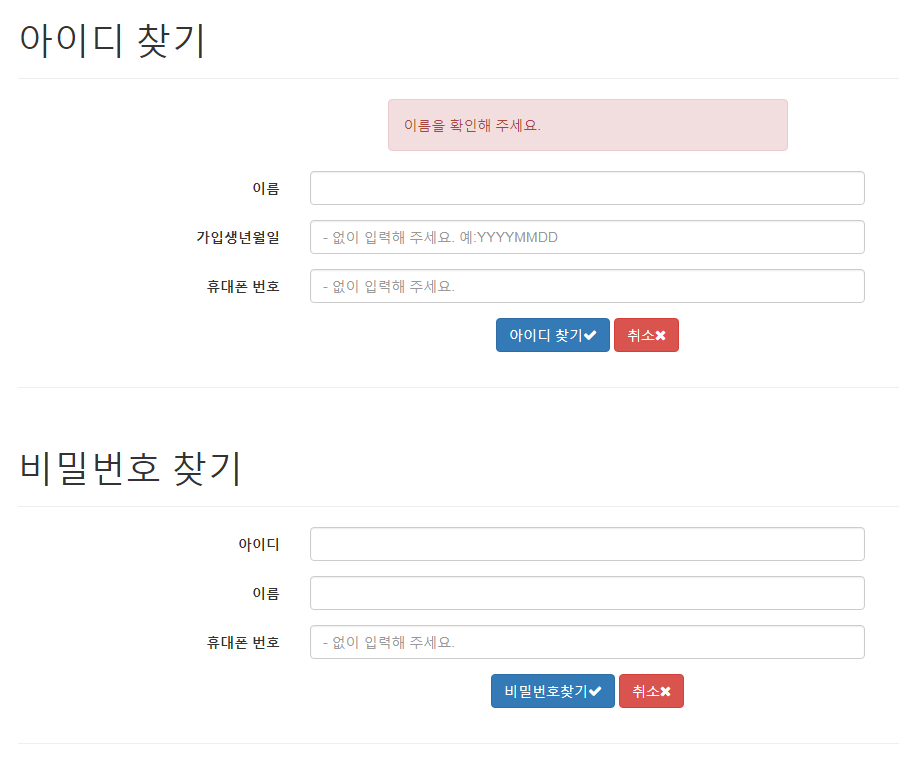 아이디 찾기
이름을 확인해 주세요.
이름
가입생년월일 - 없이 입력해 주세요. 예:YYYYMMDD
휴대폰 번호 - 없이 입력해 주세요.
아이디 찾기 취소
비밀번호 찾기
아이디
이름
휴대폰 번호 - 없이 입력해 주세요.
비밀번호찾기 취소